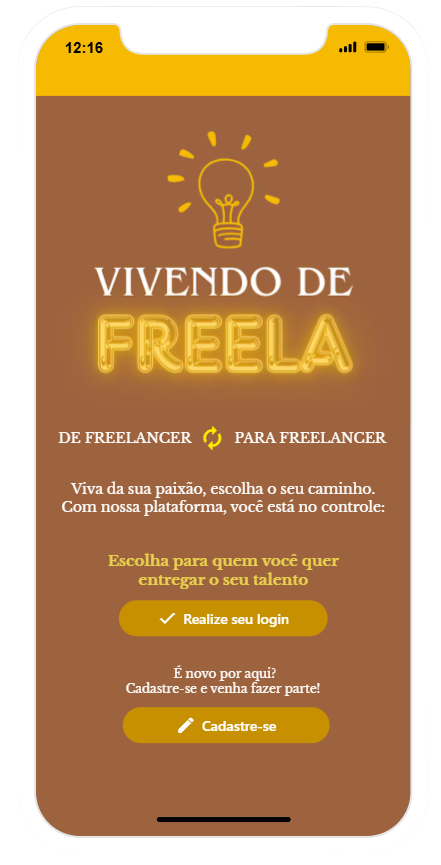 12:16
VIVENDO DE
FREELA
DE FREELANCER PARA FREELANCER
Viva da sua paixão, escolha o seu caminho.
Com nossa plataforma, você está no controle:
Escolha para quem você quer
entregar o seu talento
Realize seu login
É novo por aqui?
Cadastre-se e venha fazer parte!
Cadastre-se